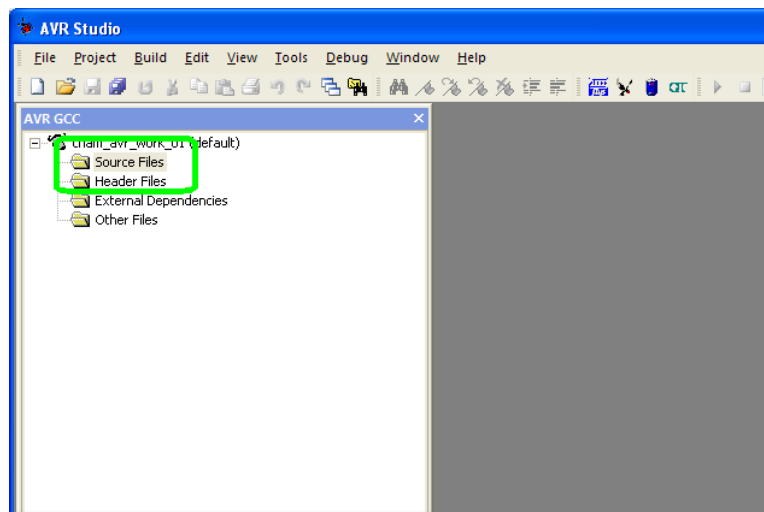 AVR Studio
File Project Build Edit View Tools Debug Window Help
AVR GCC
cham_avr_work_01 (default)
Source Files
Header Files
External Dependencies
Other Files